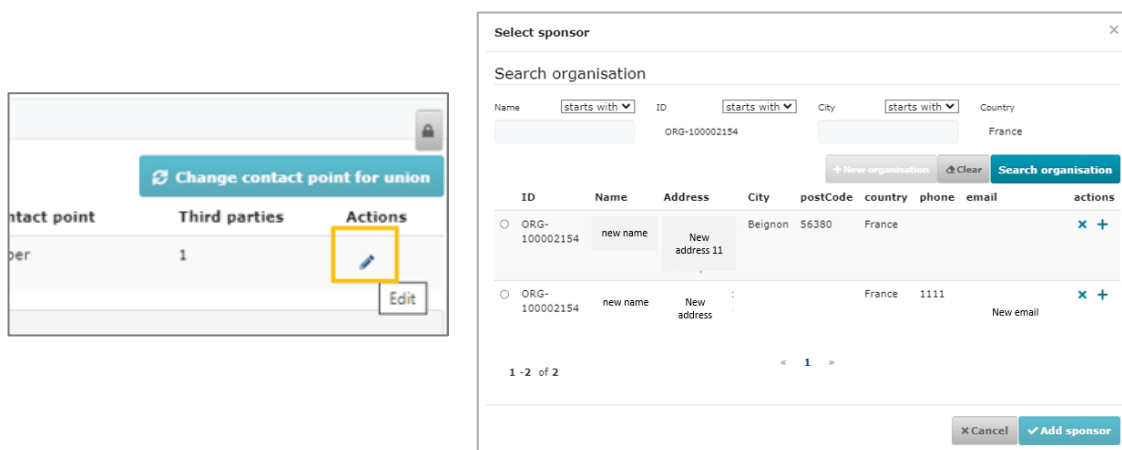 Change contact point for union
ntact point Third parties Actions
per 1
Edit
Select sponsor
Search organisation
Name starts with ID starts with City starts with Country
ORG-100002154 France
+New organisation Clear Search organisation
ID Name Address City postCode country phone email actions
ORG-100002154 new name New address 11 Beignon 56380 France
ORG-100002154 new name New address France 1111 New email
« 1 »
1 -2 of 2
Cancel Add sponsor